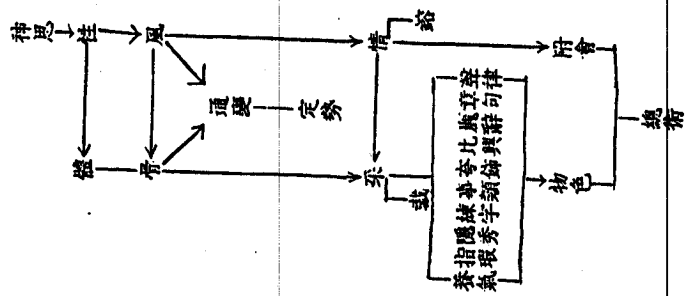 神思
性
風
情
鎔
附會
通變
定勢
總術
體
骨
采
裁
聲律
章句
麗辭
比興
夸飾
事類
練字
隱秀
指瑕
養氣
物色